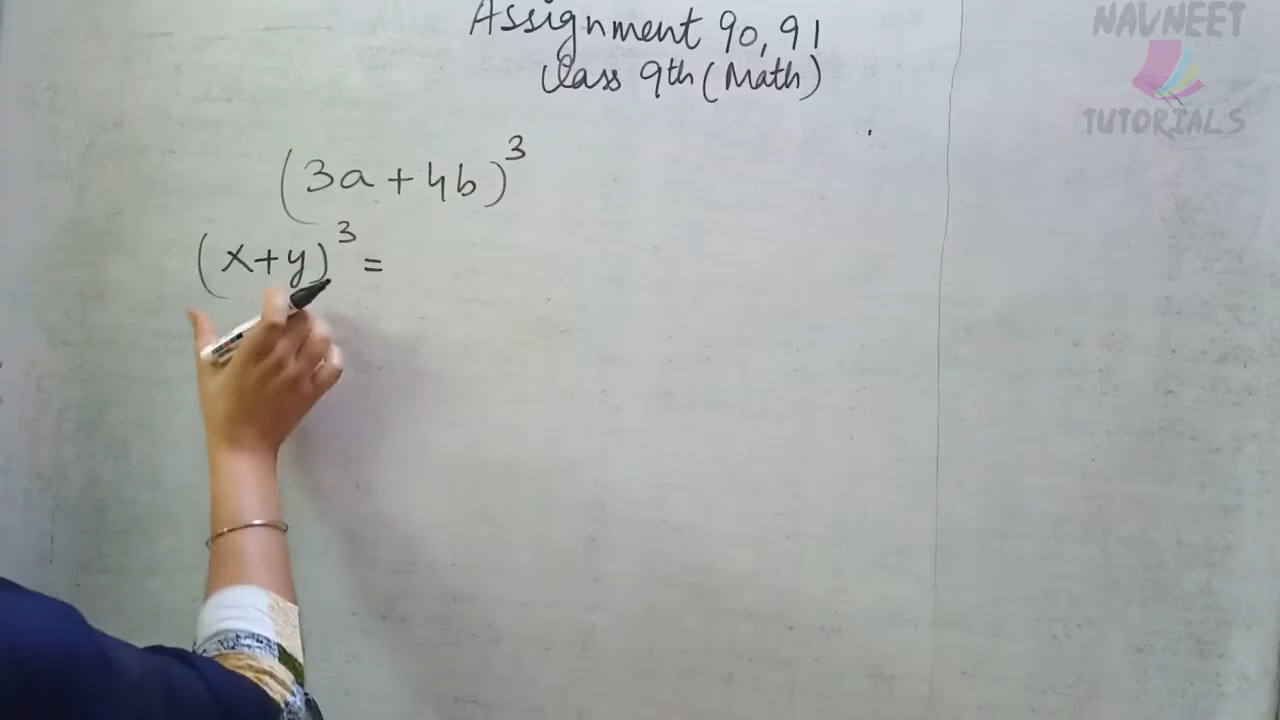 Assignment 90, 91
Class 9th (Math)
NAVNEET
TUTORIALS
(3a + 4b)³
(x+y)³ =